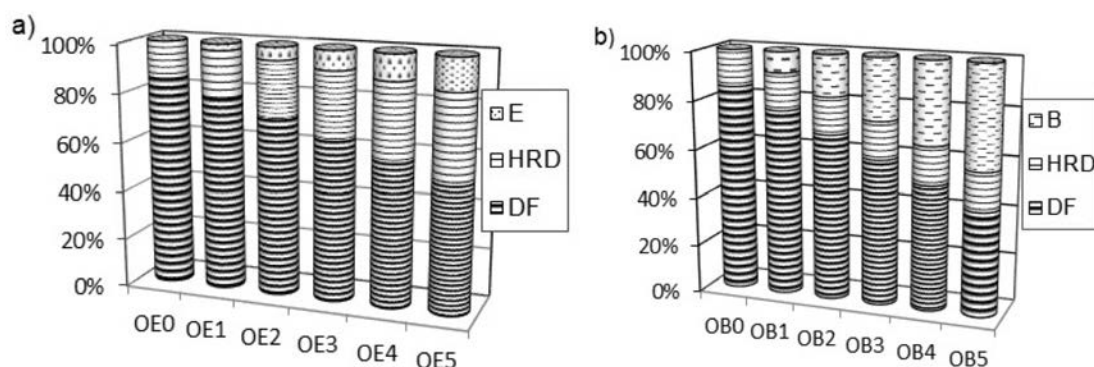 a)
100%
80%
60%
40%
20%
0%
OE0 OE1 OE2 OE3 OE4 OE5
E
HRD
DF
b)
100%
80%
60%
40%
20%
0%
OB0 OB1 OB2 OB3 OB4 OB5
B
HRD
DF